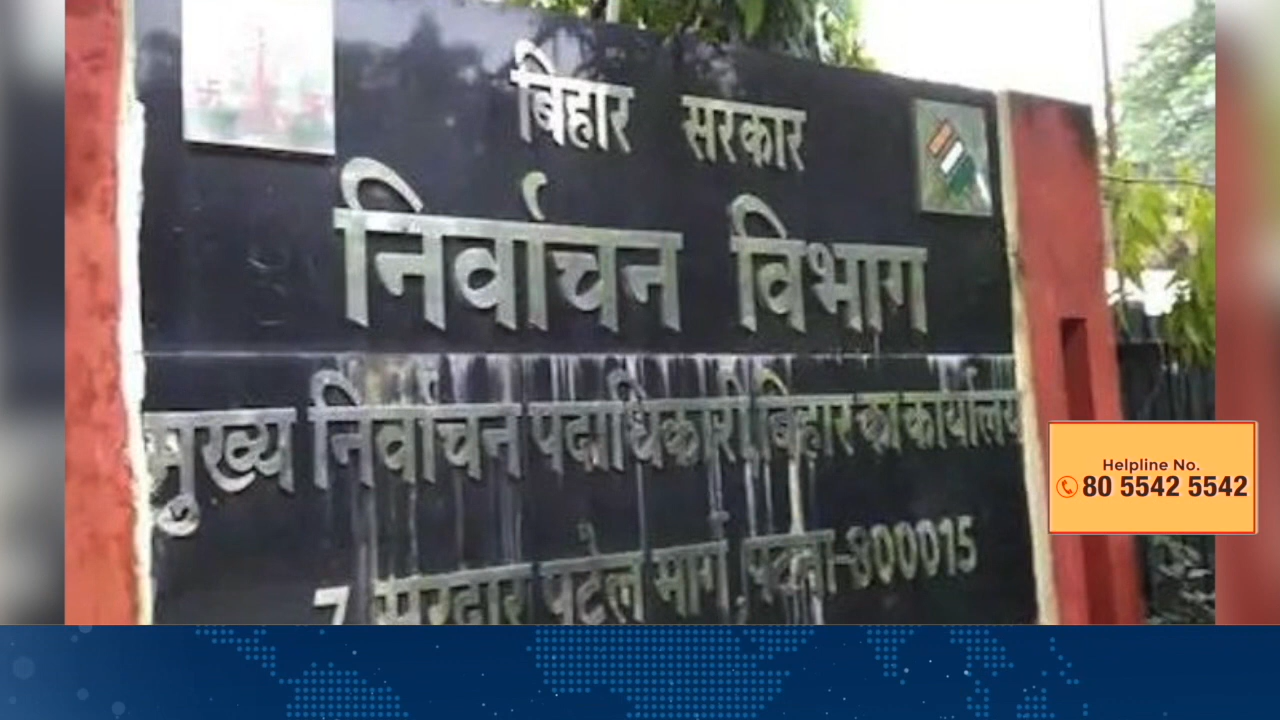 बिहार सरकार
निर्वाचन विभाग
मुख्य निर्वाचन पदाधिकारी, बिहार का कार्यालय
7, सरदार पटेल मार्ग, पटना-800015
Helpline No.
80 5542 5542